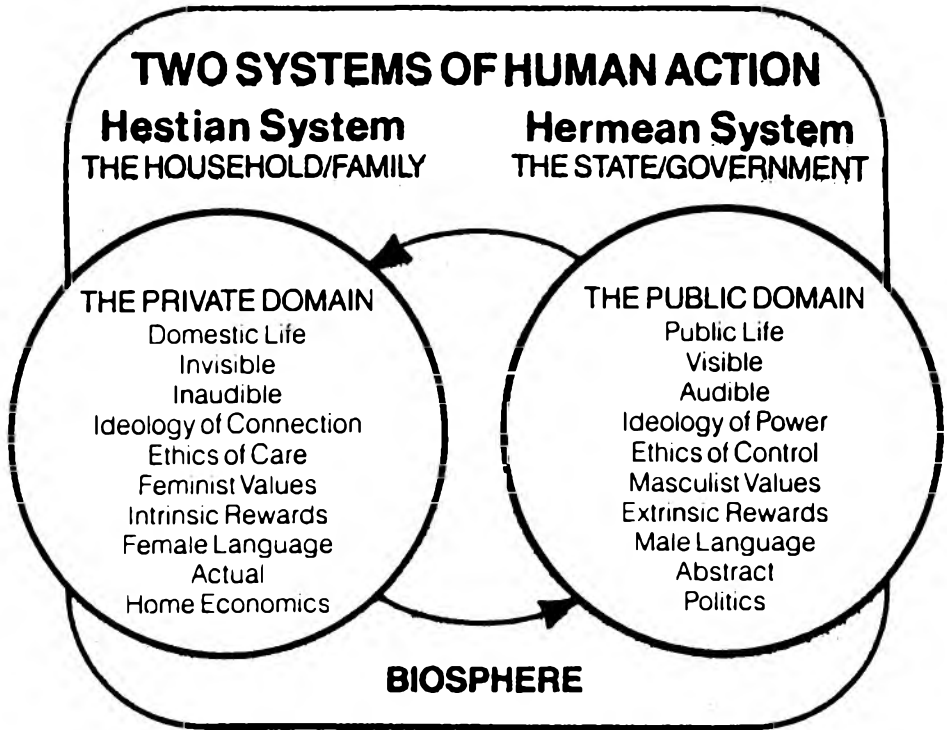 TWO SYSTEMS OF HUMAN ACTION
Hestian System
THE HOUSEHOLD/FAMILY
Hermean System
THE STATE/GOVERNMENT
THE PRIVATE DOMAIN
Domestic Life
Invisible
Inaudible
Ideology of Connection
Ethics of Care
Feminist Values
Intrinsic Rewards
Female Language
Actual
Home Economics
THE PUBLIC DOMAIN
Public Life
Visible
Audible
Ideology of Power
Ethics of Control
Masculist Values
Extrinsic Rewards
Male Language
Abstract
Politics
BIOSPHERE